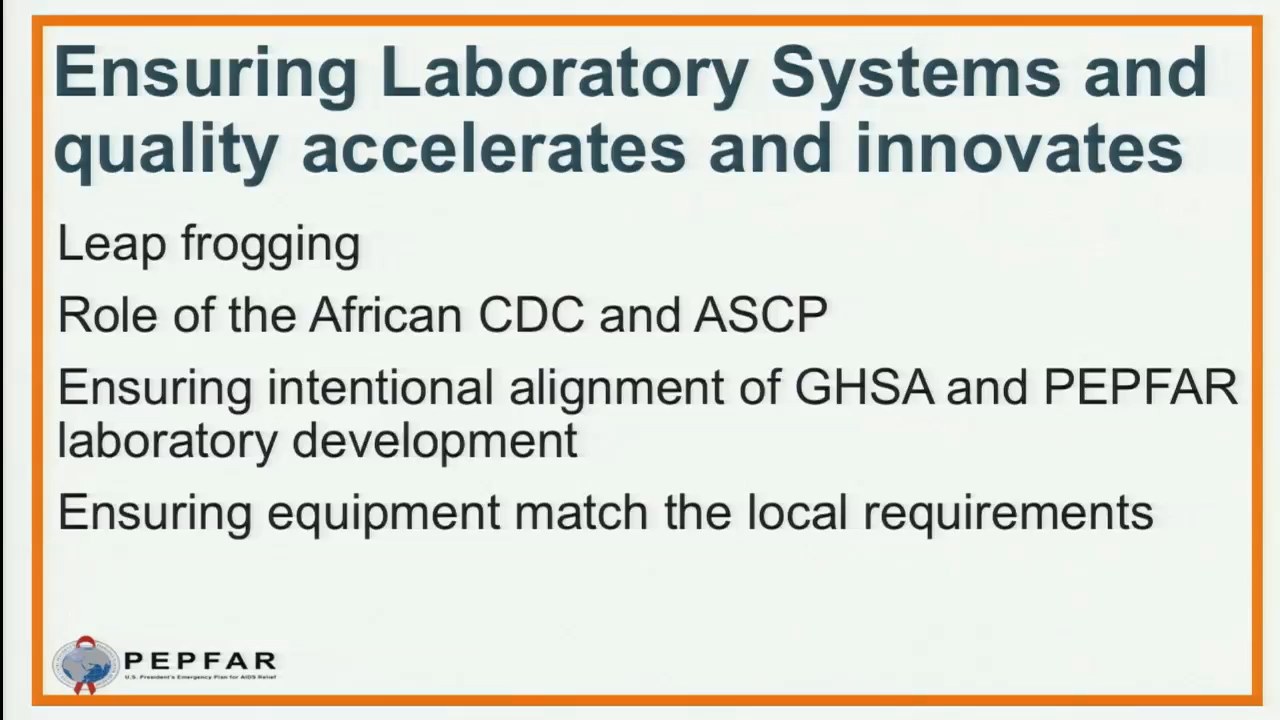 Ensuring Laboratory Systems and
quality accelerates and innovates
Leap frogging
Role of the African CDC and ASCP
Ensuring intentional alignment of GHSA and PEPFAR
laboratory development
Ensuring equipment match the local requirements
PEPFAR
U.S. President's Emergency Plan for AIDS Relief